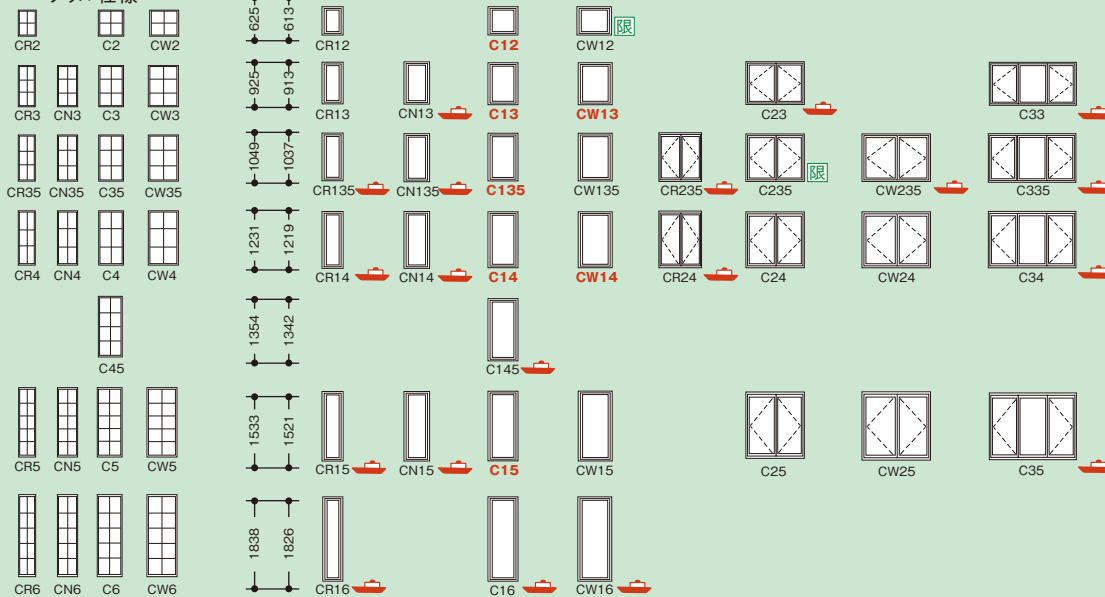 625 613
CR2 C2 CW2 CR12 C12 CW12 限
925 913
CR3 CN3 C3 CW3 CR13 CN13 C13 CW13 C23 C33
1049 1037
CR35 CN35 C35 CW35 CR135 CN135 C135 CW135 CR235 C235 限 CW235 C335
1231 1219
CR4 CN4 C4 CW4 CR14 CN14 C14 CW14 CR24 C24 CW24 C34
1354 1342
C45 C145
1533 1521
CR5 CN5 C5 CW5 CR15 CN15 C15 CW15 C25 CW25 C35
1838 1826
CR6 CN6 C6 CW6 CR16 C16 CW16